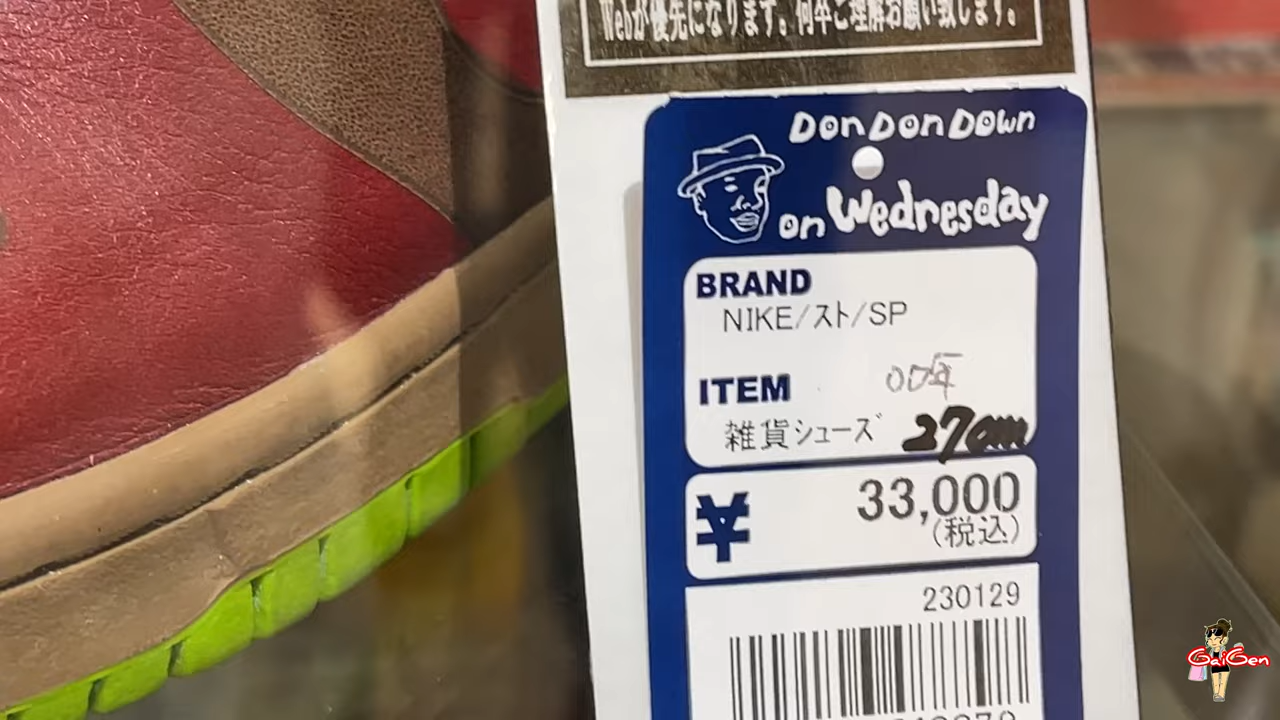 Webが優先になります。何卒ご理解お願い致します。
DON DON DOWN
on Wednesday
BRAND
NIKE/スト/SP
00年
ITEM
雑貨シューズ 27cm
¥ 33,000
(税込)
230129
GaiGen